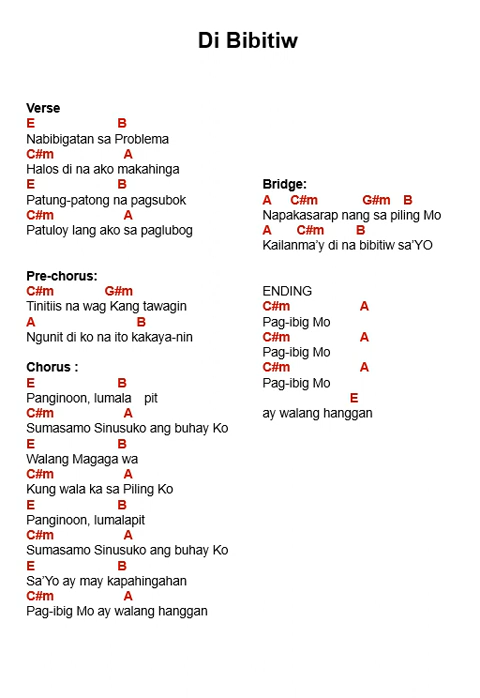 Di Bibitiw
Verse
E B
Nabibigatan sa Problema
C#m A
Halos di na ako makahinga
E B
Patung-patong na pagsubok
C#m A
Patuloy lang ako sa paglubog
Pre-chorus:
C#m G#m
Tinitiis na wag Kang tawagin
A B
Ngunit di ko na ito kakaya-nin
Chorus :
E B
Panginoon, lumala pit
C#m A
Sumasamo Sinusuko ang buhay Ko
E B
Walang Magaga wa
C#m A
Kung wala ka sa Piling Ko
E B
Panginoon, lumalapit
C#m A
Sumasamo Sinusuko ang buhay Ko
E B
Sa'Yo ay may kapahingahan
C#m A
Pag-ibig Mo ay walang hanggan
Bridge:
A C#m G#m B
Napakasarap nang sa piling Mo
A C#m B
Kailanma'y di na bibitiw sa'YO
ENDING
C#m A
Pag-ibig Mo
C#m A
Pag-ibig Mo
C#m A
Pag-ibig Mo
E
ay walang hanggan